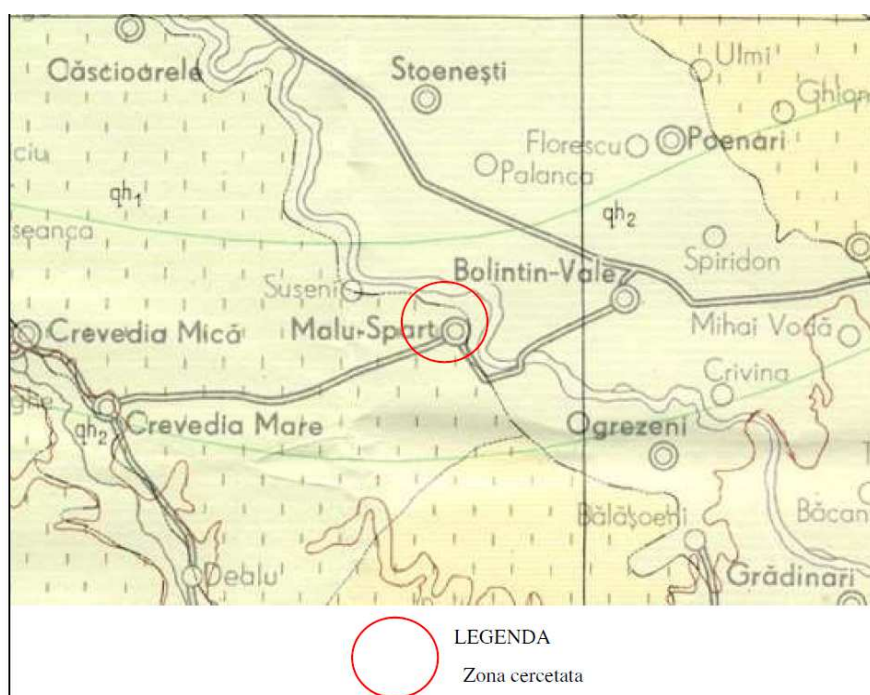 Ulmi
Căscioarele
Stoenești
Florescu
Poenari
Palanca
qh1
qh2
Spiridon
Bolintin-Vale
Sușeni
Malu-Spart
Crevedia Mică
Mihai Vodă
Crivina
qh2
Crevedia Mare
Ogrezeni
Bălășoeni
Băcan
Dealu
Grădinari
LEGENDA
Zona cercetata